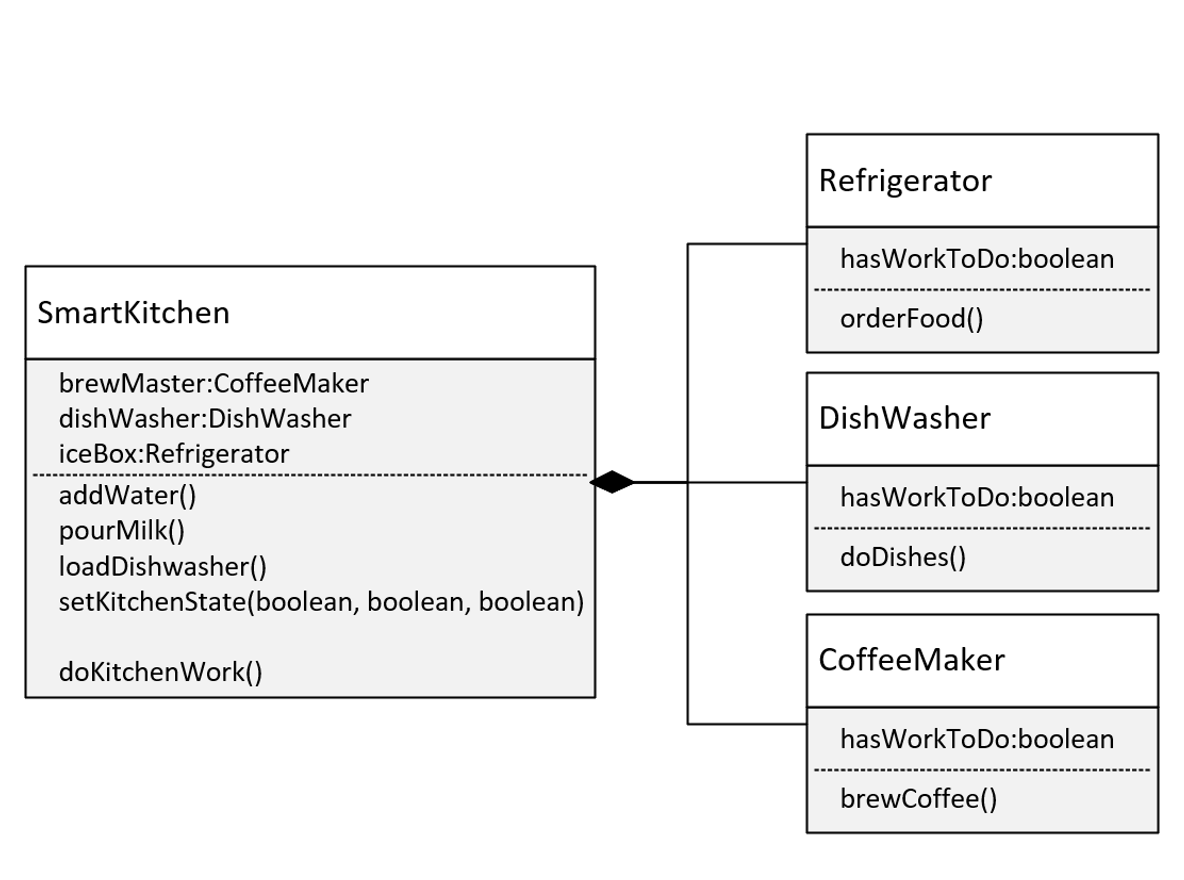 SmartKitchen
brewMaster:CoffeeMaker
dishWasher:DishWasher
iceBox:Refrigerator
addWater()
pourMilk()
loadDishwasher()
setKitchenState(boolean, boolean, boolean)
doKitchenWork()
Refrigerator
hasWorkToDo:boolean
orderFood()
DishWasher
hasWorkToDo:boolean
doDishes()
CoffeeMaker
hasWorkToDo:boolean
brewCoffee()